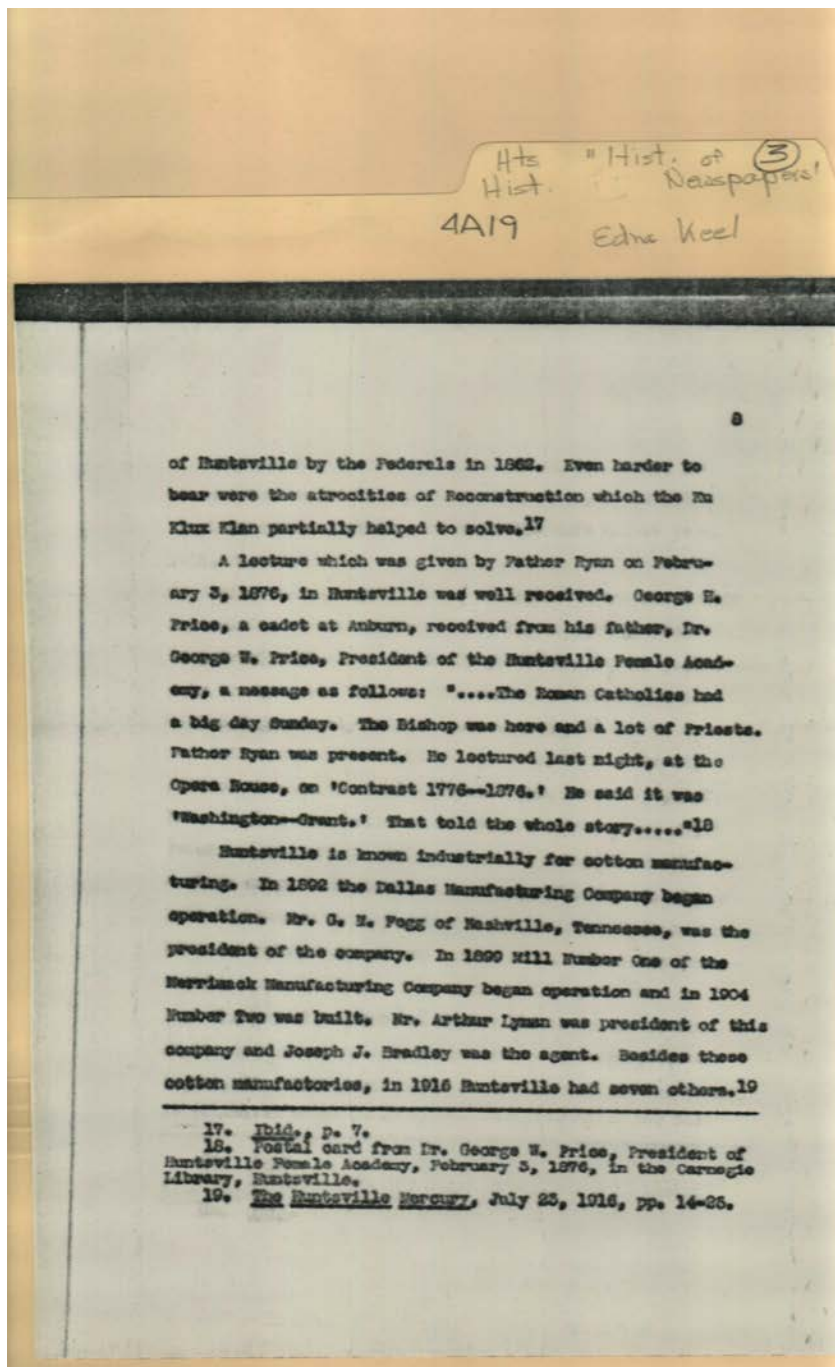 Hts "Hist. of ③
Hist. Newspapers"
4A19 Edna Keel
8
of Huntsville by the Federals in 1862. Even harder to
bear were the atrocities of Reconstruction which the Ku
Klux Klan partially helped to solve.17
A lecture which was given by Father Ryan on Febru-
ary 3, 1876, in Huntsville was well received. George E.
Price, a cadet at Auburn, received from his father, Dr.
George W. Price, President of the Huntsville Female Acad-
emy, a message as follows: "....The Roman Catholics had
a big day Sunday. The Bishop was here and a lot of Priests.
Father Ryan was present. He lectured last night, at the
Opera House, on 'Contrast 1776--1876.' He said it was
'Washington--Grant.' That told the whole story....."18
Huntsville is known industrially for cotton manufac-
turing. In 1892 the Dallas Manufacturing Company began
operation. Mr. G. M. Fogg of Nashville, Tennessee, was the
president of the company. In 1899 Mill Number One of the
Merrimack Manufacturing Company began operation and in 1904
Number Two was built. Mr. Arthur Lyman was president of this
company and Joseph J. Bradley was the agent. Besides these
cotton manufactories, in 1916 Huntsville had seven others.19
17. Ibid., p. 7.
18. Postal card from Dr. George W. Price, President of
Huntsville Female Academy, February 3, 1876, in the Carnegie
Library, Huntsville.
19. The Huntsville Mercury, July 23, 1916, pp. 14-25.